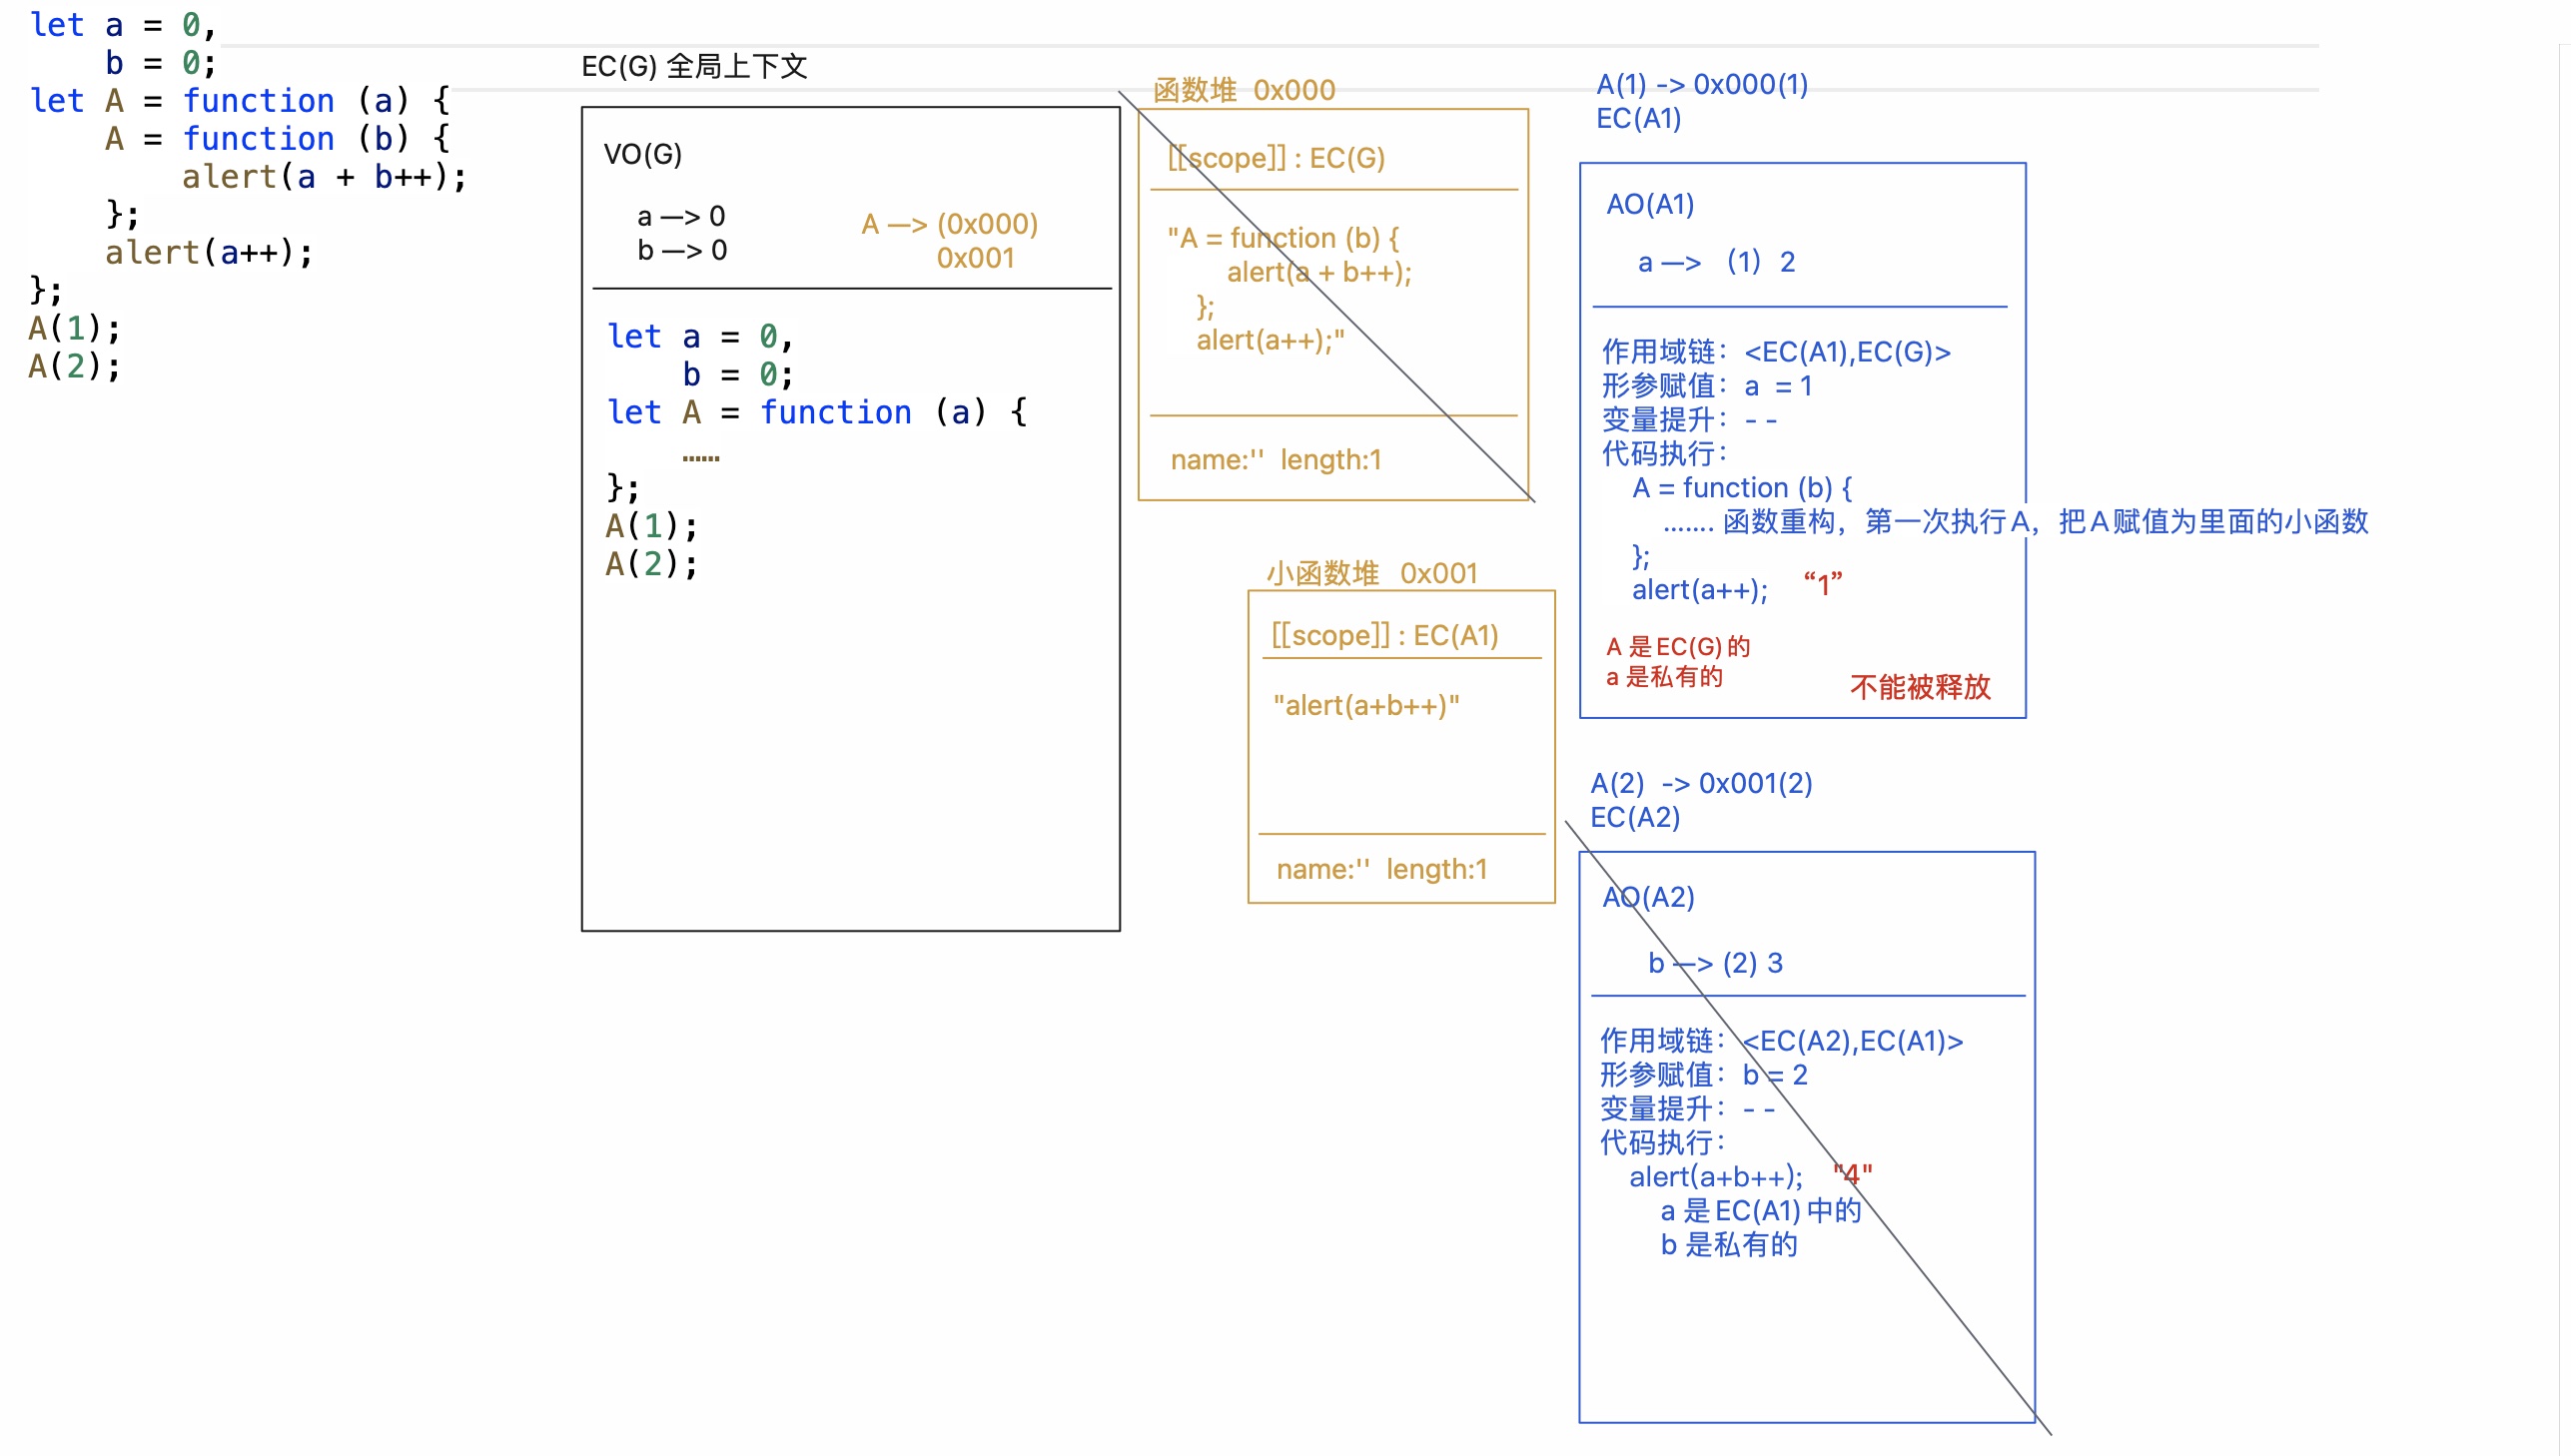 let a = 0,
    b = 0;
let A = function (a) {
    A = function (b) {
        alert(a + b++);
    };
    alert(a++);
};
A(1);
A(2);
EC(G) 全局上下文
VO(G)
a —> 0
b —> 0
A —> (0x000)
0x001
let a = 0,
    b = 0;
let A = function (a) {
    ……
};
A(1);
A(2);
函数堆 0x000
[[scope]] : EC(G)
"A = function (b) {
alert(a + b++);
};
alert(a++);"
name:'' length:1
小函数堆 0x001
[[scope]] : EC(A1)
"alert(a+b++)"
name:'' length:1
A(1) -> 0x000(1)
EC(A1)
AO(A1)
a —> （1）2
作用域链：<EC(A1),EC(G)>
形参赋值：a = 1
变量提升：- -
代码执行：
A = function (b) {
....... 函数重构，第一次执行A，把A赋值为里面的小函数
};
alert(a++); “1”
A 是EC(G)的
a 是私有的
不能被释放
A(2) -> 0x001(2)
EC(A2)
AO(A2)
b —> (2) 3
作用域链：<EC(A2),EC(A1)>
形参赋值：b = 2
变量提升：- -
代码执行：
alert(a+b++); "4"
a 是EC(A1)中的
b 是私有的